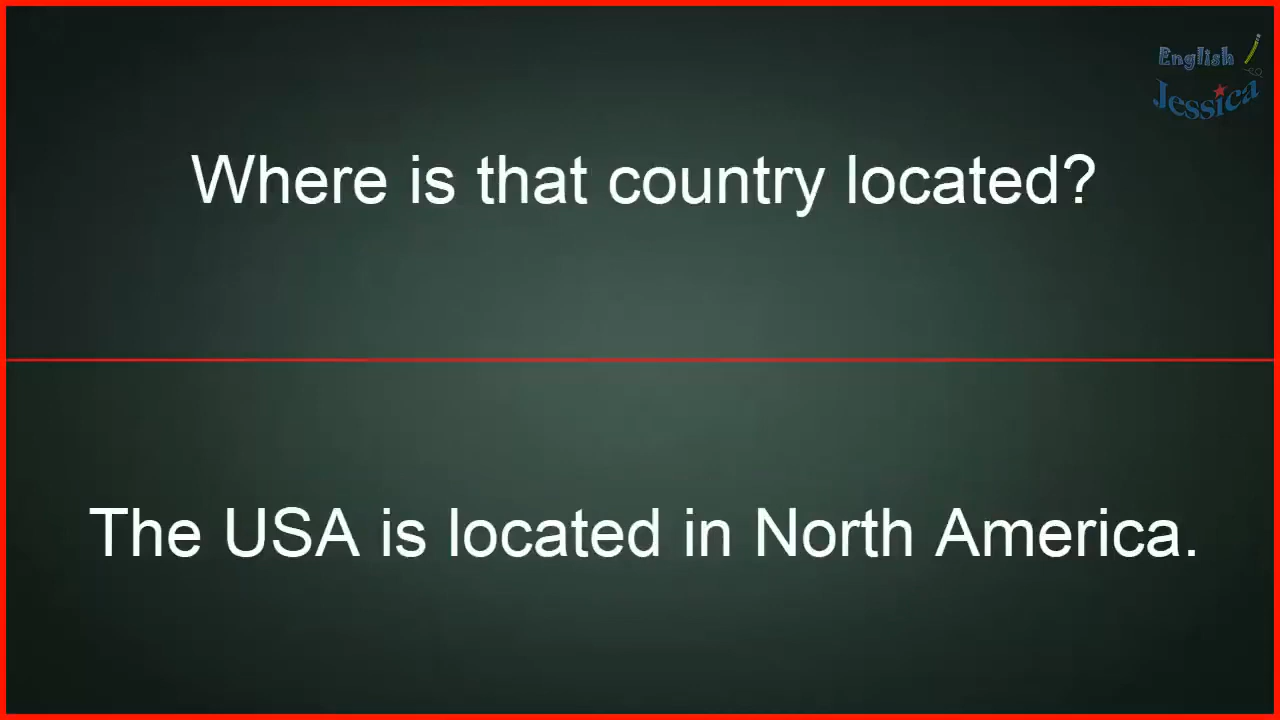 English
Jessica
Where is that country located?
The USA is located in North America.